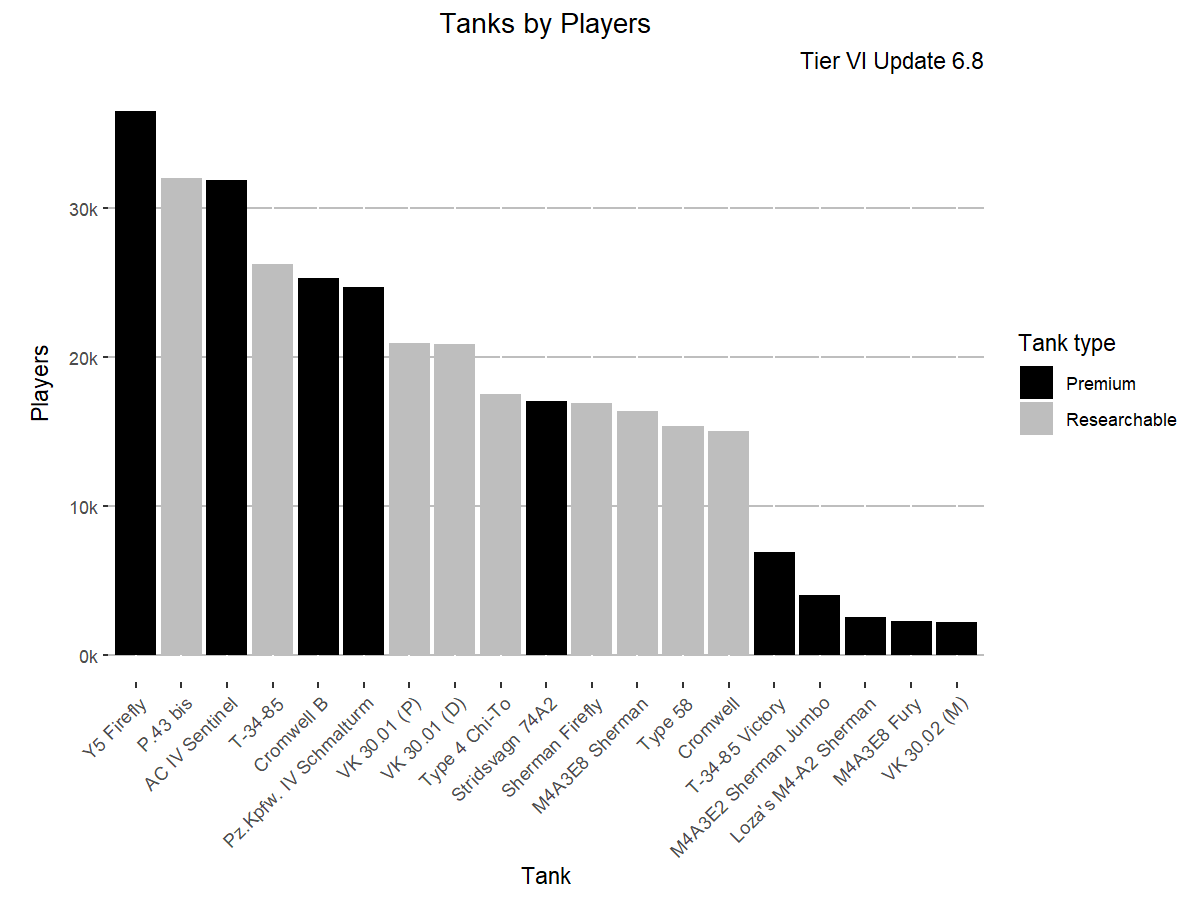 Tanks by Players
Tier VI Update 6.8
Players
30k
20k
10k
0k
Y5 Firefly
P.43 bis
AC IV Sentinel
T-34-85
Cromwell B
Pz.Kpfw. IV Schmalturm
VK 30.01 (P)
VK 30.01 (D)
Type 4 Chi-To
Stridsvagn 74A2
Sherman Firefly
M4A3E8 Sherman
Type 58
Cromwell
T-34-85 Victory
M4A3E2 Sherman Jumbo
Loza's M4-A2 Sherman
M4A3E8 Fury
VK 30.02 (M)
Tank
Tank type
Premium
Researchable